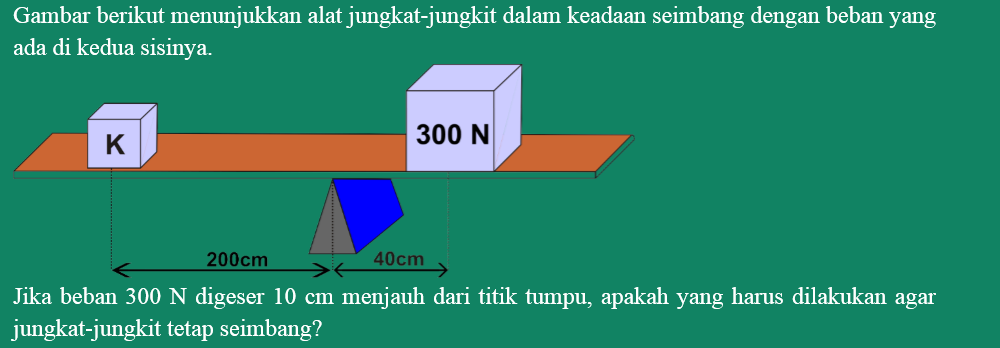 Gambar berikut menunjukkan alat jungkat-jungkit dalam keadaan seimbang dengan beban yang
ada di kedua sisinya.
K
300 N
200cm
40cm
Jika beban 300 N digeser 10 cm menjauh dari titik tumpu, apakah yang harus dilakukan agar
jungkat-jungkit tetap seimbang?